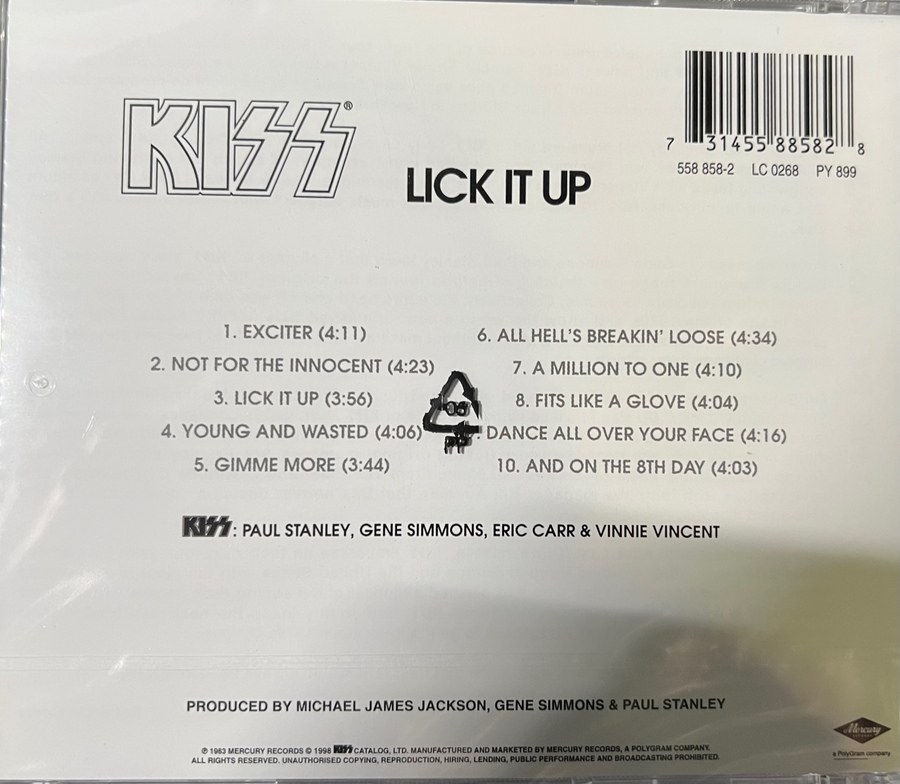 KISS®
LICK IT UP
7 31455 88582 8
558 858-2 LC 0268 PY 899
1. EXCITER (4:11)
2. NOT FOR THE INNOCENT (4:23)
3. LICK IT UP (3:56)
4. YOUNG AND WASTED (4:06)
5. GIMME MORE (3:44)
6. ALL HELL'S BREAKIN' LOOSE (4:34)
7. A MILLION TO ONE (4:10)
8. FITS LIKE A GLOVE (4:04)
. DANCE ALL OVER YOUR FACE (4:16)
10. AND ON THE 8TH DAY (4:03)
KISS: PAUL STANLEY, GENE SIMMONS, ERIC CARR & VINNIE VINCENT
PRODUCED BY MICHAEL JAMES JACKSON, GENE SIMMONS & PAUL STANLEY
℗ 1983 MERCURY RECORDS © 1998 KISS CATALOG, LTD. MANUFACTURED AND MARKETED BY MERCURY RECORDS, A POLYGRAM COMPANY.
ALL RIGHTS RESERVED. UNAUTHORISED COPYING, REPRODUCTION, HIRING, LENDING, PUBLIC PERFORMANCE AND BROADCASTING PROHIBITED.
Mercury
a PolyGram company